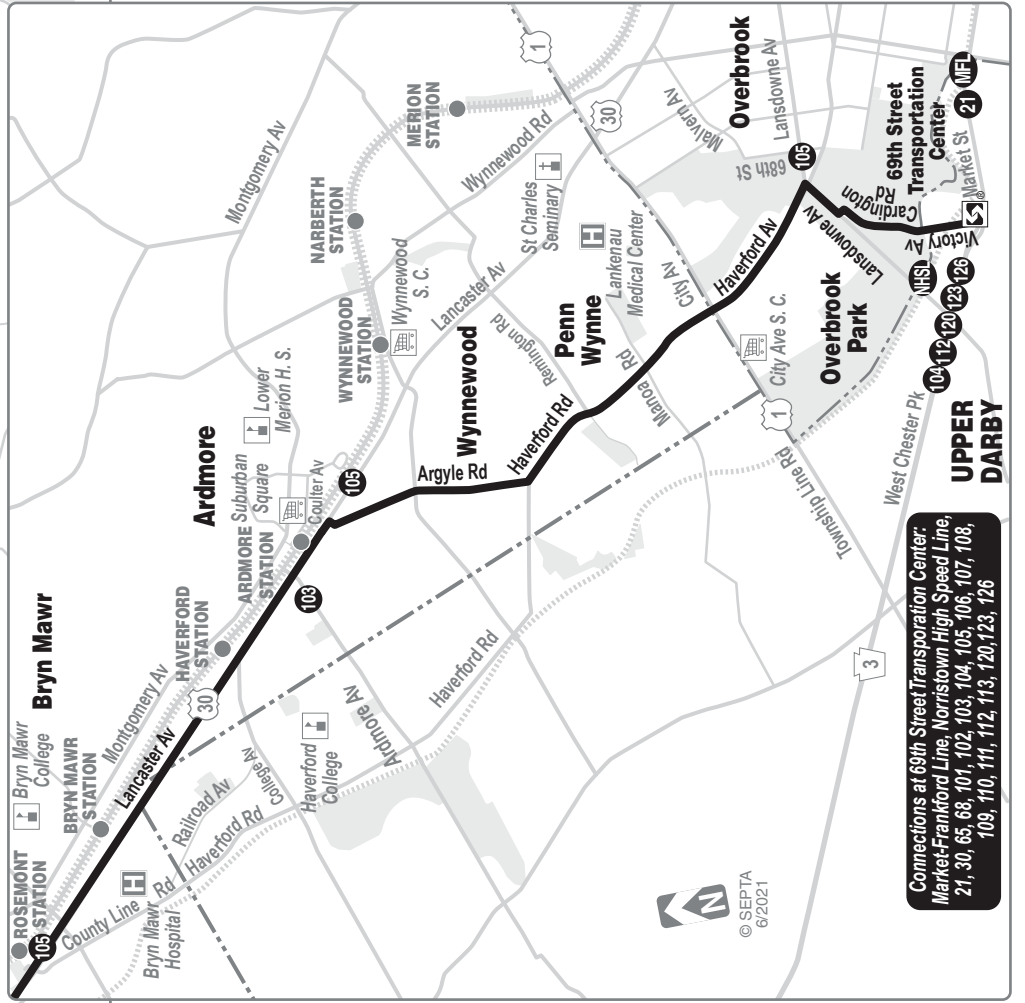 ROSEMONT
STATION
105
Bryn Mawr
College
BRYN MAWR
STATION
Bryn Mawr
Montgomery Av
Lancaster Av
County Line Rd
H
Bryn Mawr
Hospital
Railroad Av
Haverford Rd
College Av
Haverford
College
30
HAVERFORD
STATION
Ardmore Av
Haverford Rd
103
Ardmore
ARDMORE
STATION
Suburban
Square
Coulter Av
105
Lower
Merion H. S.
WYNNEWOOD
STATION
Wynnewood
S. C.
NARBERTH
STATION
MERION
STATION
Montgomery Av
Lancaster Av
Wynnewood Rd
Wynnewood
Argyle Rd
Haverford Rd
Remington Rd
Penn
Wynne
Manoa Rd
St Charles
Seminary
H
Lankenau
Medical Center
City Av
1
30
Malvern Av
68th St
Overbrook
Lansdowne Av
105
Haverford Av
City Ave S. C.
1
Township Line Rd
Overbrook
Park
Lansdowne Av
Cardington
Rd
69th Street
Transportation
Center
MFL
21
Market St
S
®
Victory Av
NHSL
126
123
120
112
104
West Chester Pk
UPPER
DARBY
3
Connections at 69th Street Transporation Center:
Market-Frankford Line, Norristown High Speed Line,
21, 30, 65, 68, 101, 102, 103, 104, 105, 106, 107, 108,
109, 110, 111, 112, 113, 120,123, 126
N
© SEPTA
6/2021